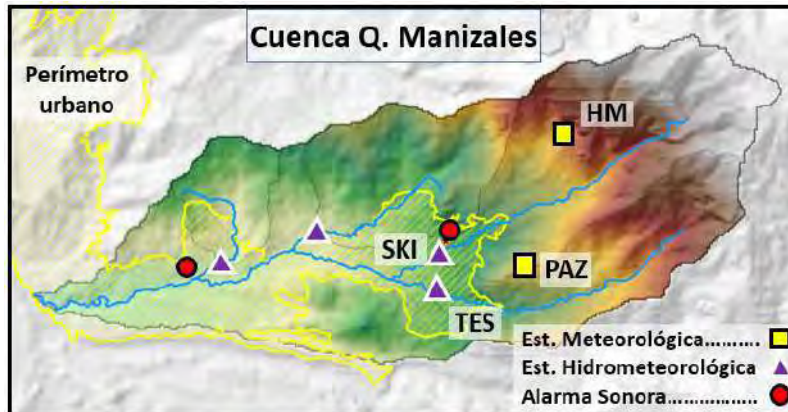 Cuenca Q. Manizales
Perímetro
urbano
HM
SKI
PAZ
TES
Est. Meteorológica..........
Est. Hidrometeorológica
Alarma Sonora................